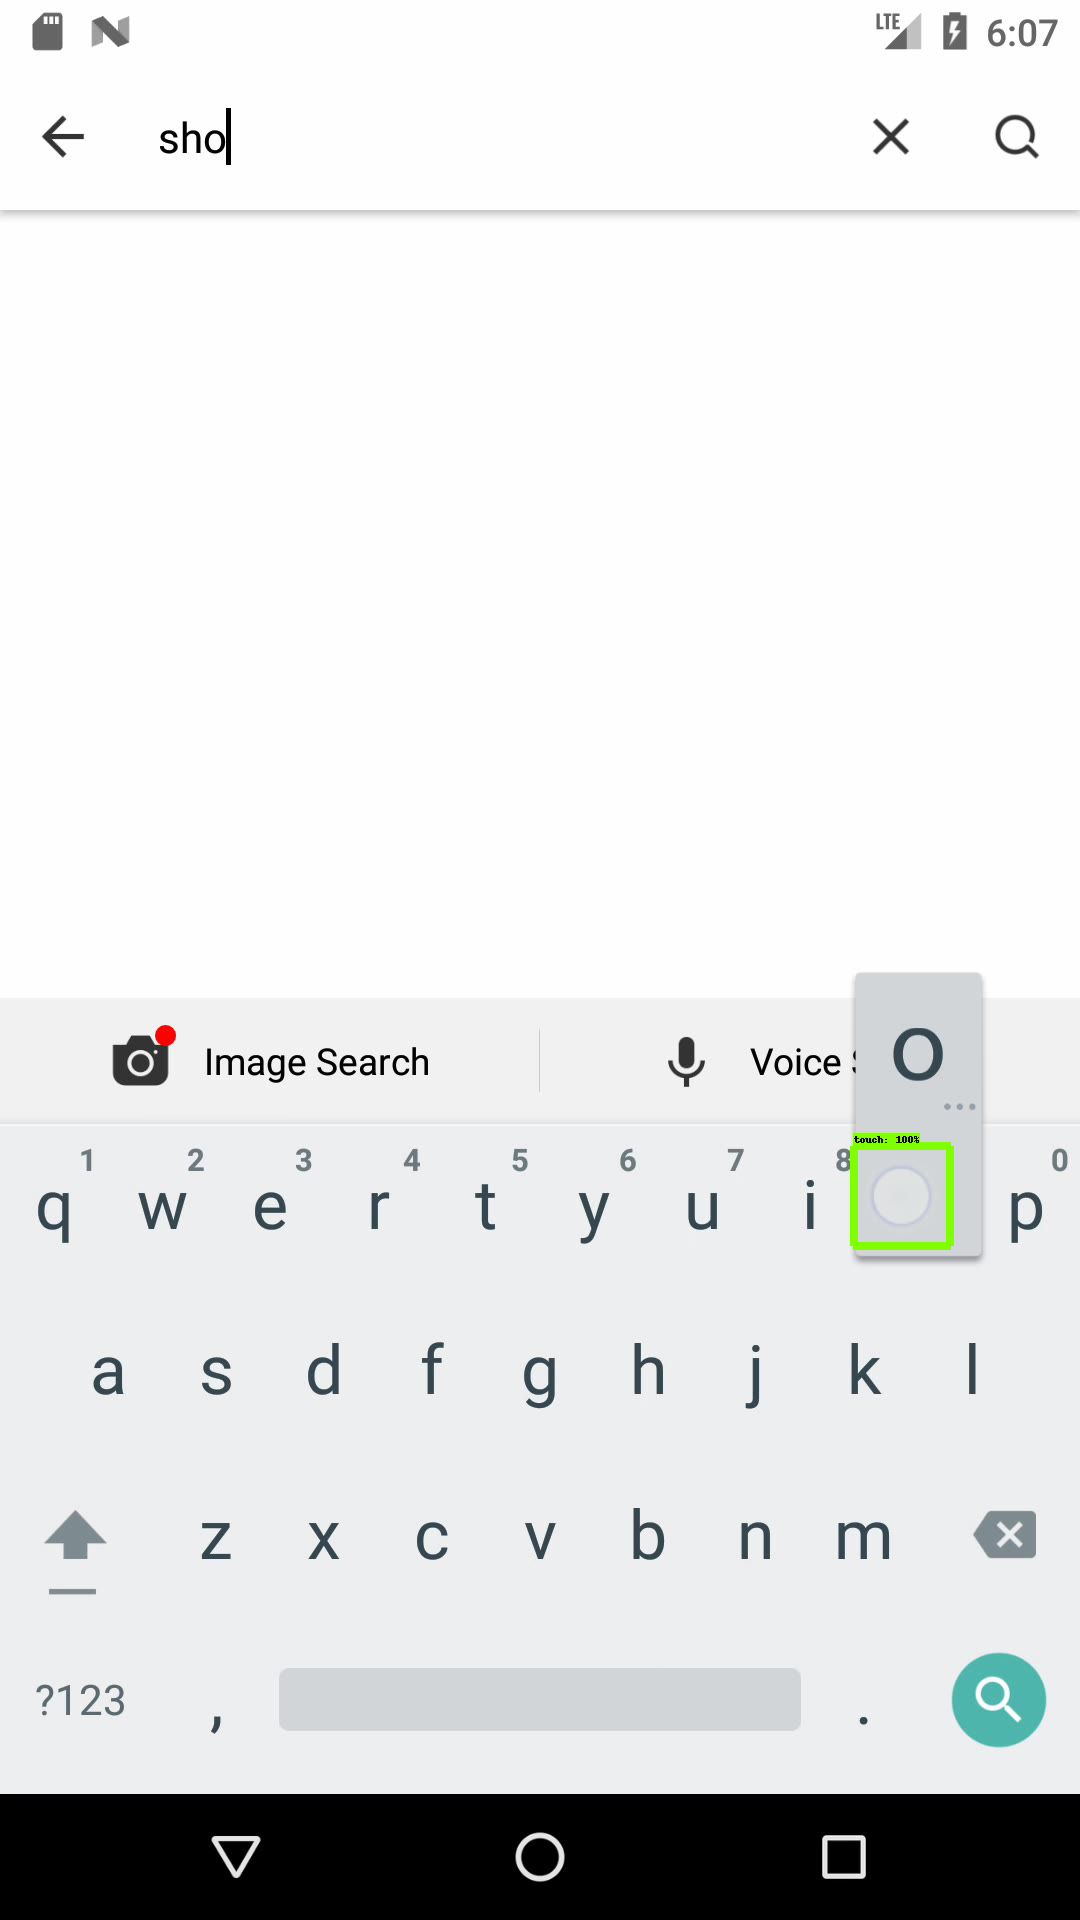 LTE 6:07
sho
Image Search Voice
O
touch: 100%
1 2 3 4 5 6 7 8 0
q w e r t y u i p
a s d f g h j k l
z x c v b n m
?123 , .